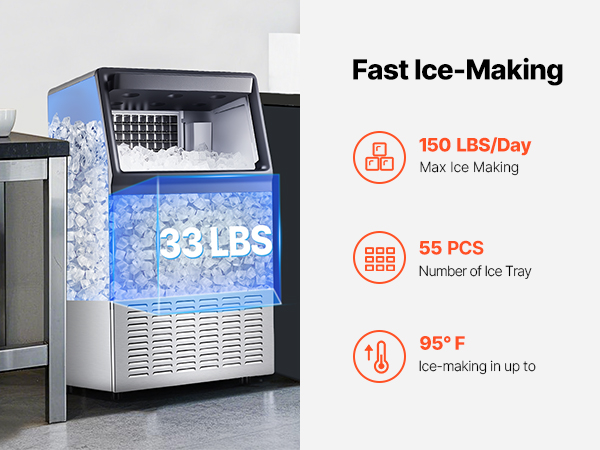 33 LBS
Fast Ice-Making
150 LBS/Day
Max Ice Making
55 PCS
Number of Ice Tray
95° F
Ice-making in up to